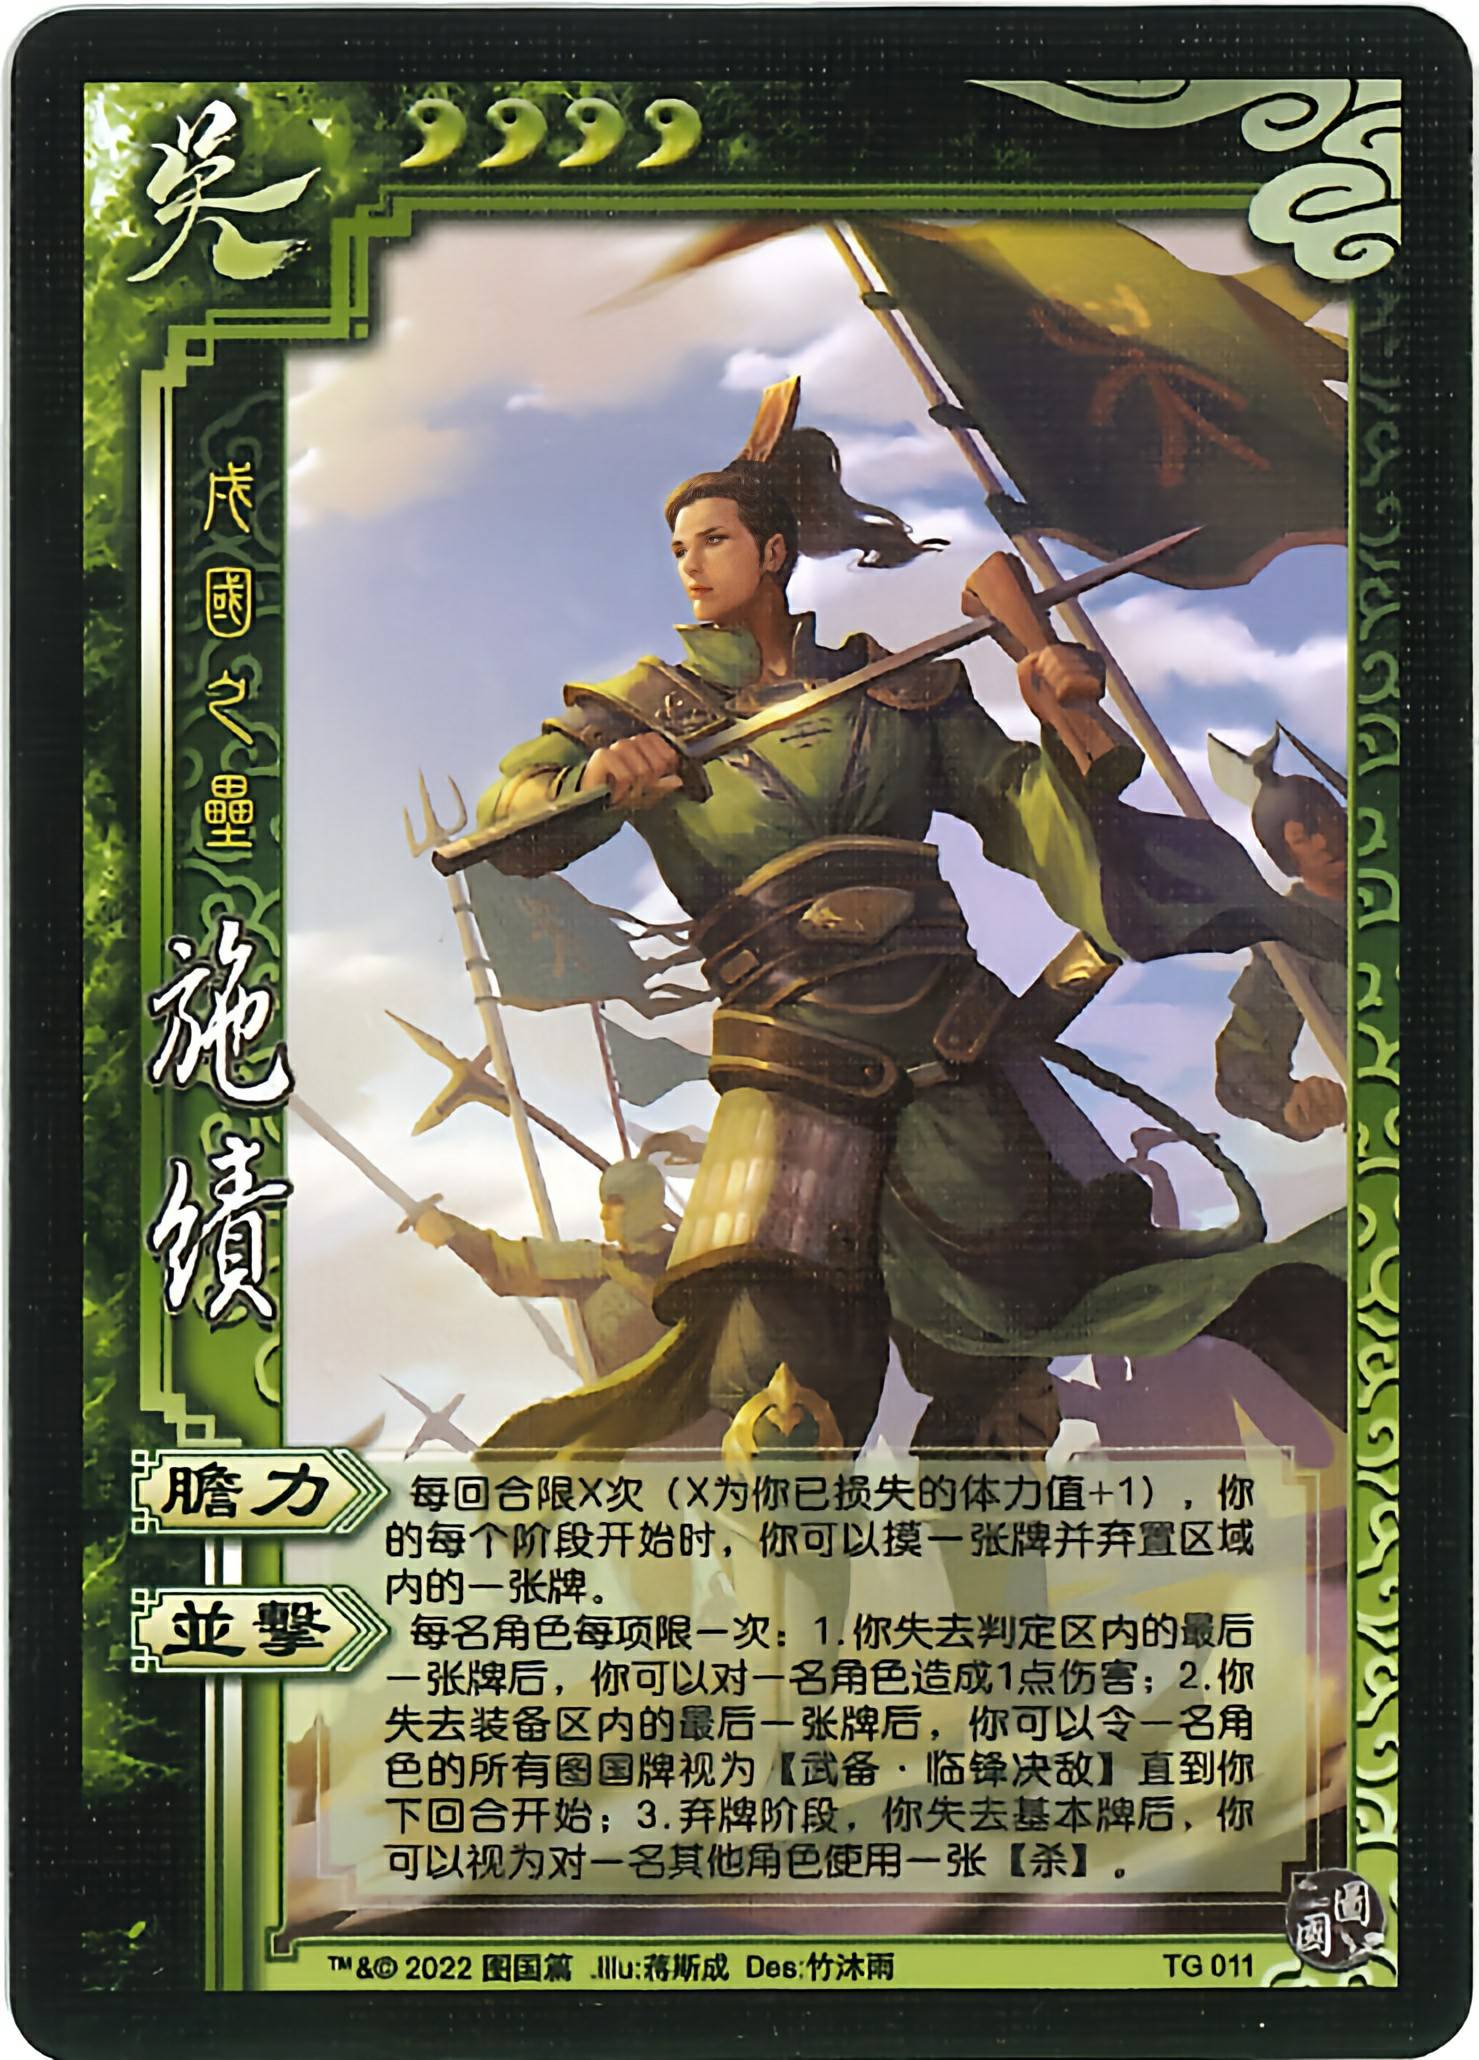 吴
戍國之壘
施績
膽力
每回合限X次（X为你已损失的体力值+1），你
的每个阶段开始时，你可以摸一张牌并弃置区域
内的一张牌。
並擊
每名角色每项限一次：1.你失去判定区内的最后
一张牌后，你可以对一名角色造成1点伤害；2.你
失去装备区内的最后一张牌后，你可以令一名角
色的所有图国牌视为【武备·临锋决敌】直到你
下回合开始；3.弃牌阶段，你失去基本牌后，你
可以视为对一名其他角色使用一张【杀】。
™&© 2022 图国篇 .Illu:蒋斯成 Des:竹沐雨
TG 011